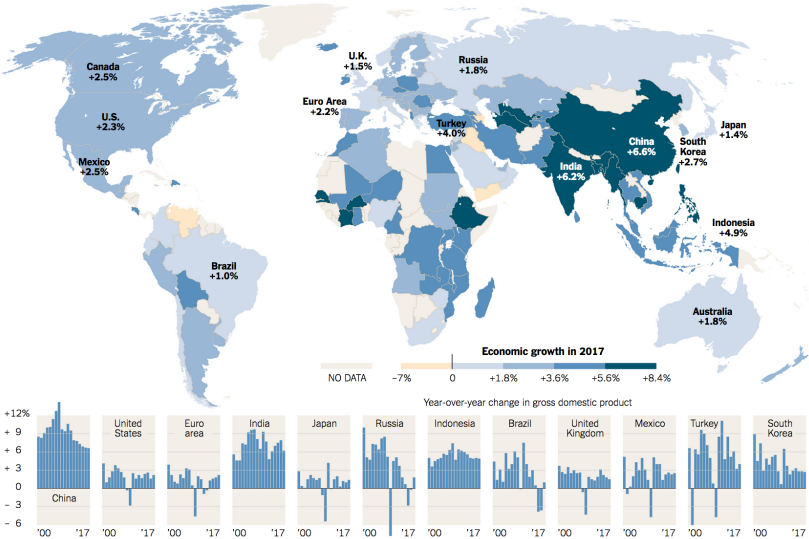 Canada
+2.5%
U.S.
+2.3%
Mexico
+2.5%
Brazil
+1.0%
U.K.
+1.5%
Euro Area
+2.2%
Russia
+1.8%
Turkey
+4.0%
China
+6.6%
India
+6.2%
Japan
+1.4%
South
Korea
+2.7%
Indonesia
+4.9%
Australia
+1.8%
Economic growth in 2017
NO DATA
−7%
0
+1.8%
+3.6%
+5.6%
+8.4%
Year-over-year change in gross domestic product
+12%
+ 9
+ 6
+ 3
0
− 3
− 6
China
United
States
Euro
area
India
Japan
Russia
Indonesia
Brazil
United
Kingdom
Mexico
Turkey
South
Korea
'00 '17 '00 '17 '00 '17 '00 '17 '00 '17 '00 '17 '00 '17 '00 '17 '00 '17 '00 '17 '00 '17 '00 '17